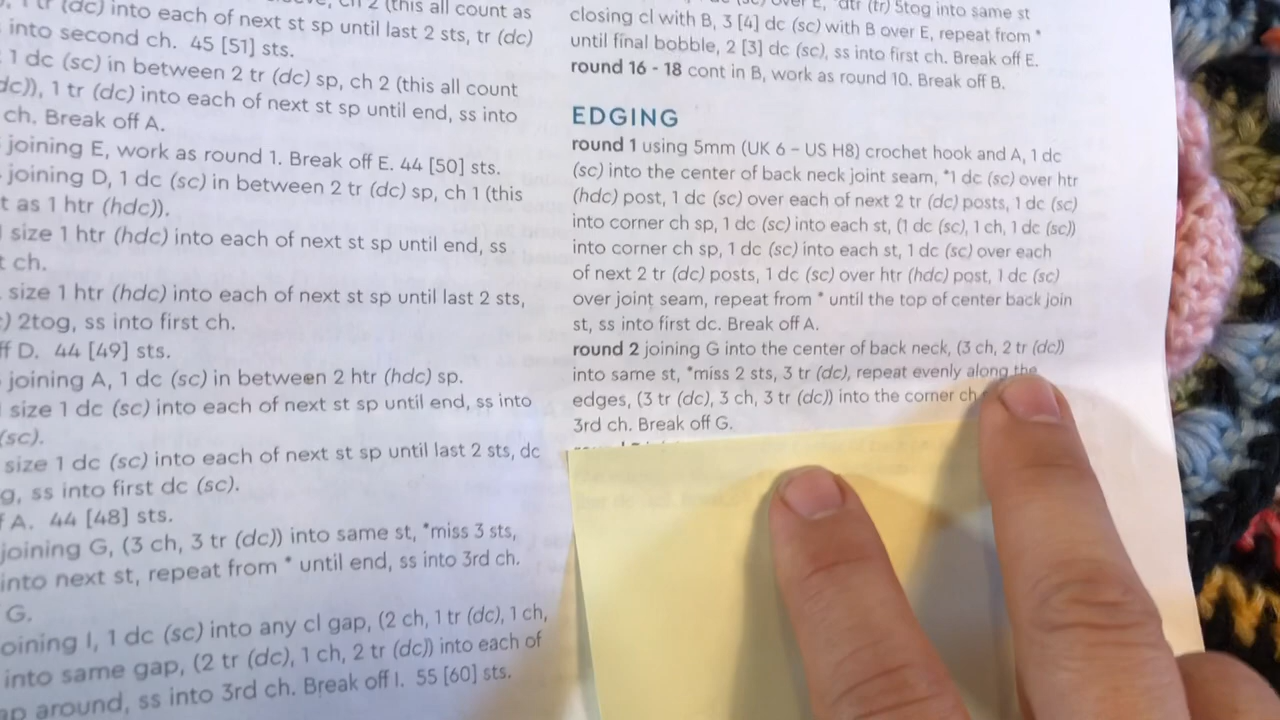 1 tr (dc) into each of next st sp until last 2 sts, tr (dc)
into second ch. 45 [51] sts.
1 dc (sc) in between 2 tr (dc) sp, ch 2 (this all count
dc)), 1 tr (dc) into each of next st sp until end, ss into
ch. Break off A.
joining E, work as round 1. Break off E. 44 [50] sts.
joining D, 1 dc (sc) in between 2 tr (dc) sp, ch 1 (this
t as 1 htr (hdc)).
size 1 htr (hdc) into each of next st sp until end, ss
t ch.
size 1 htr (hdc) into each of next st sp until last 2 sts,
) 2tog, ss into first ch.
ff D. 44 [49] sts.
joining A, 1 dc (sc) in between 2 htr (hdc) sp.
size 1 dc (sc) into each of next st sp until end, ss into
(sc).
size 1 dc (sc) into each of next st sp until last 2 sts, dc
g, ss into first dc (sc).
f A. 44 [48] sts.
joining G, (3 ch, 3 tr (dc)) into same st, *miss 3 sts,
into next st, repeat from * until end, ss into 3rd ch.
G.
oining I, 1 dc (sc) into any cl gap, (2 ch, 1 tr (dc), 1 ch,
into same gap, (2 tr (dc), 1 ch, 2 tr (dc)) into each of
ap around, ss into 3rd ch. Break off I. 55 [60] sts.
5tog into same st
closing cl with B, 3 [4] dc (sc) with B over E, repeat from *
until final bobble, 2 [3] dc (sc), ss into first ch. Break off E.
round 16 - 18 cont in B, work as round 10. Break off B.
EDGING
round 1 using 5mm (UK 6 – US H8) crochet hook and A, 1 dc
(sc) into the center of back neck joint seam, *1 dc (sc) over htr
(hdc) post, 1 dc (sc) over each of next 2 tr (dc) posts, 1 dc (sc)
into corner ch sp, 1 dc (sc) into each st, (1 dc (sc), 1 ch, 1 dc (sc))
into corner ch sp, 1 dc (sc) into each st, 1 dc (sc) over each
of next 2 tr (dc) posts, 1 dc (sc) over htr (hdc) post, 1 dc (sc)
over joint seam, repeat from * until the top of center back join
st, ss into first dc. Break off A.
round 2 joining G into the center of back neck, (3 ch, 2 tr (dc))
into same st, *miss 2 sts, 3 tr (dc), repeat evenly along the
edges, (3 tr (dc), 3 ch, 3 tr (dc)) into the corner ch
3rd ch. Break off G.